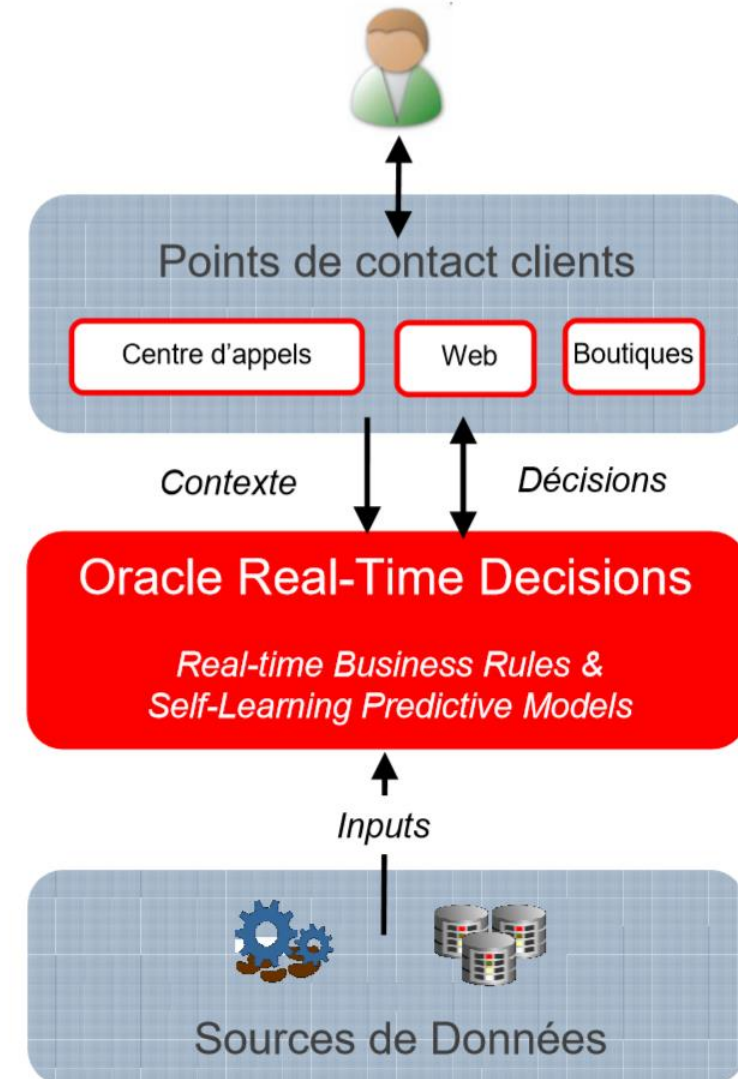 Points de contact clients
Centre d’appels
Web
Boutiques
Contexte
Décisions
Oracle Real-Time Decisions
Real-time Business Rules &
Self-Learning Predictive Models
Inputs
Sources de Données